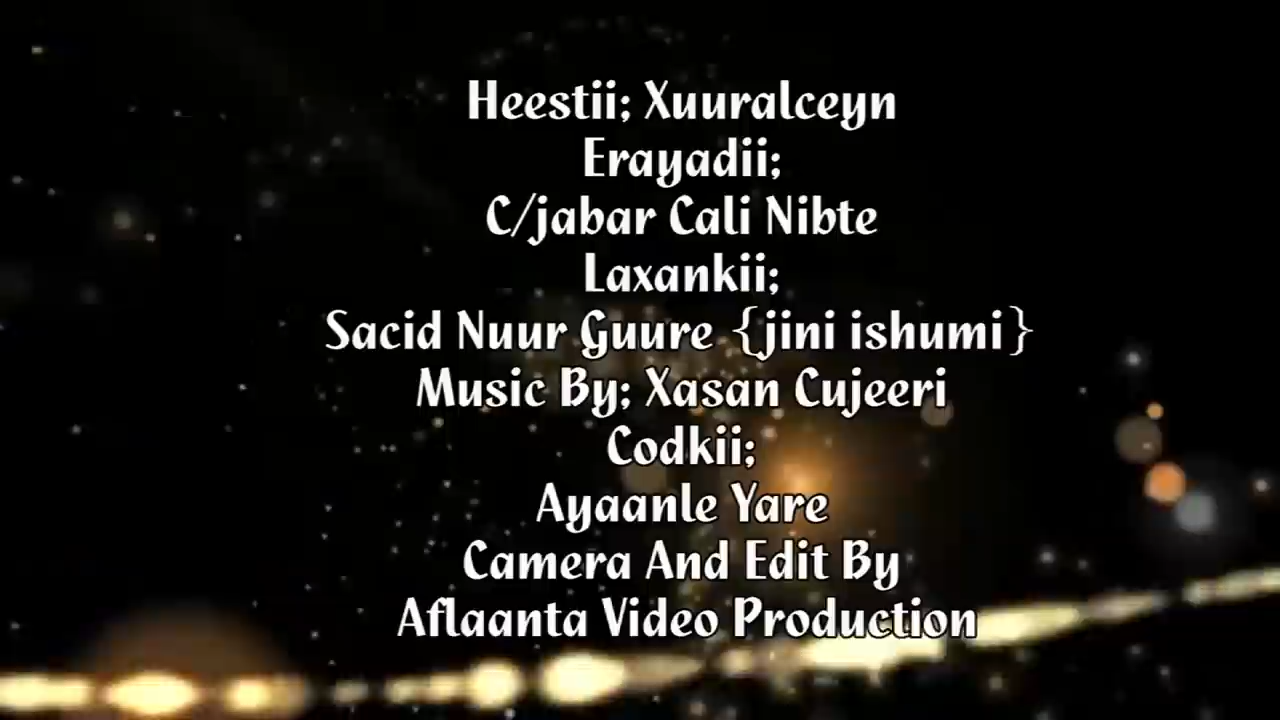 Heestii; Xuuralceyn
Erayadii;
C/jabar Cali Nibte
Laxankii;
Sacid Nuur Guure {jini ishumi}
Music By; Xasan Cujeeri
Codkii;
Ayaanle Yare
Camera And Edit By
Aflaanta Video Production